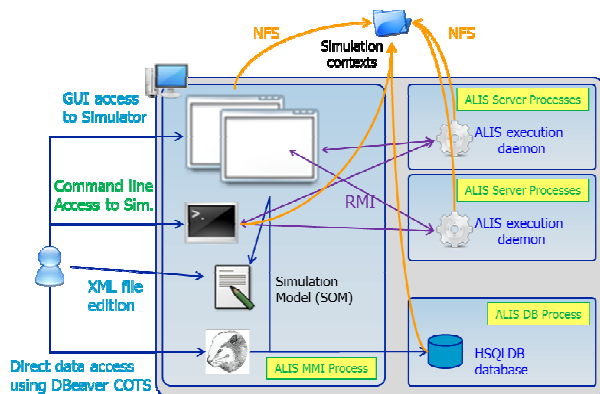 NFS
NFS
Simulation
contexts
GUI access
to Simulator
ALIS Server Processes
ALIS execution
daemon
Command line
Access to Sim.
>_
RMI
ALIS Server Processes
ALIS execution
daemon
XML file
edition
Simulation
Model (SOM)
ALIS DB Process
Direct data access
using DBeaver COTS
ALIS MMI Process
HSQLDB
database